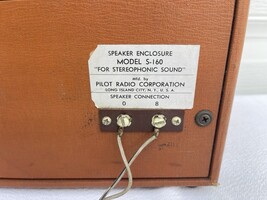 SPEAKER ENCLOSURE
MODEL S-160
"FOR STEREOPHONIC SOUND"
mfd. by
PILOT RADIO CORPORATION
LONG ISLAND CITY, N. Y., U. S. A.
SPEAKER CONNECTION
0 8